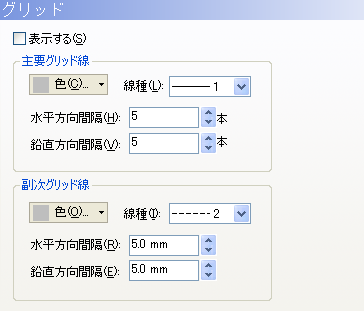 グリッド
表示する(S)
主要グリッド線
色(C)... 線種(L): 1
水平方向間隔(H): 5 本
鉛直方向間隔(V): 5 本
副次グリッド線
色(O)... 線種(I): 2
水平方向間隔(R): 5.0 mm
鉛直方向間隔(E): 5.0 mm